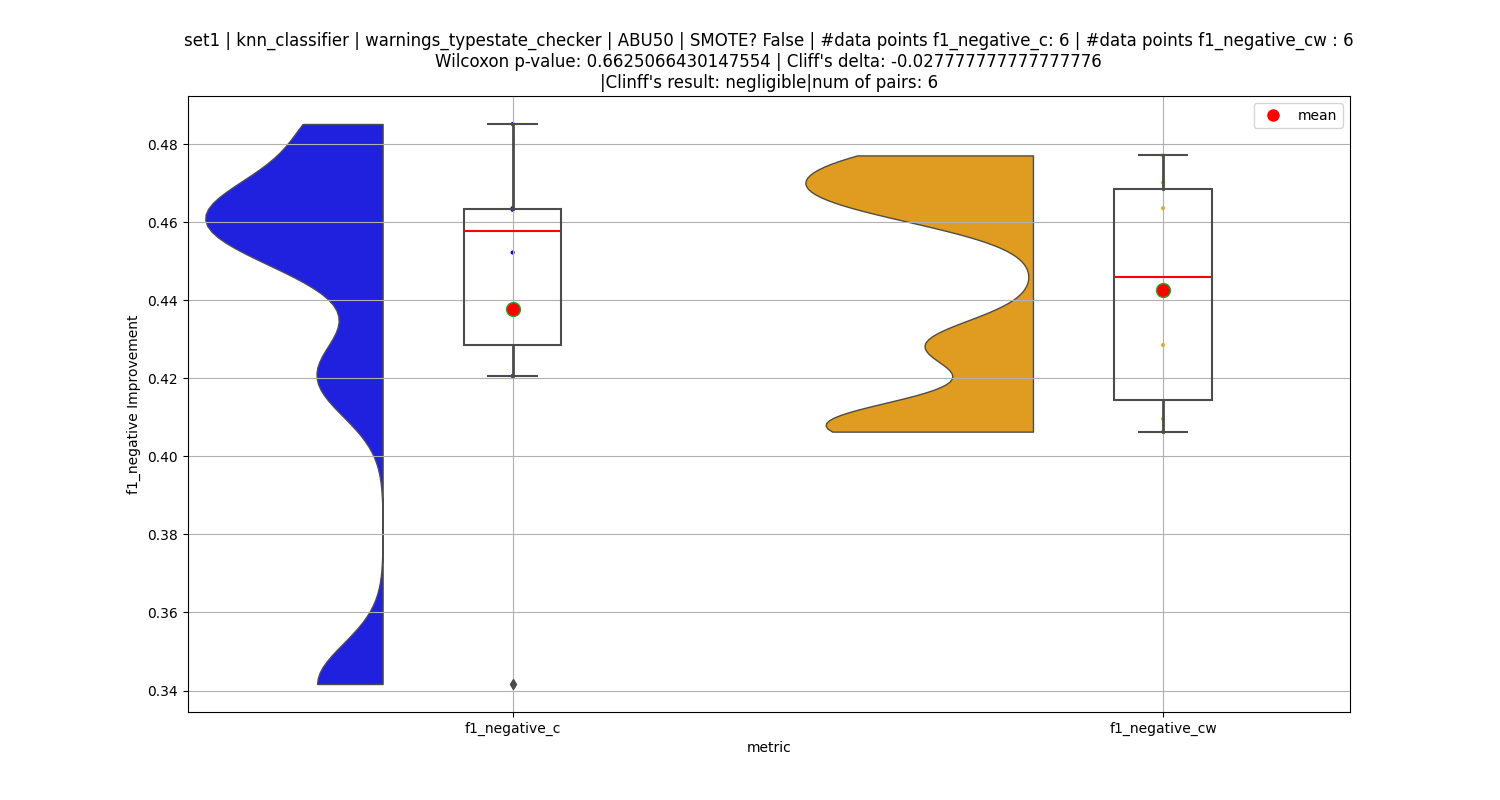 set1 | knn_classifier | warnings_typestate_checker | ABU50 | SMOTE? False | #data points f1_negative_c: 6 | #data points f1_negative_cw : 6
Wilcoxon p-value: 0.6625066430147554 | Cliff's delta: -0.027777777777777776
|Clinff's result: negligible|num of pairs: 6
mean
0.48
0.46
0.44
0.42
0.40
0.38
0.36
0.34
f1_negative Improvement
f1_negative_c
f1_negative_cw
metric